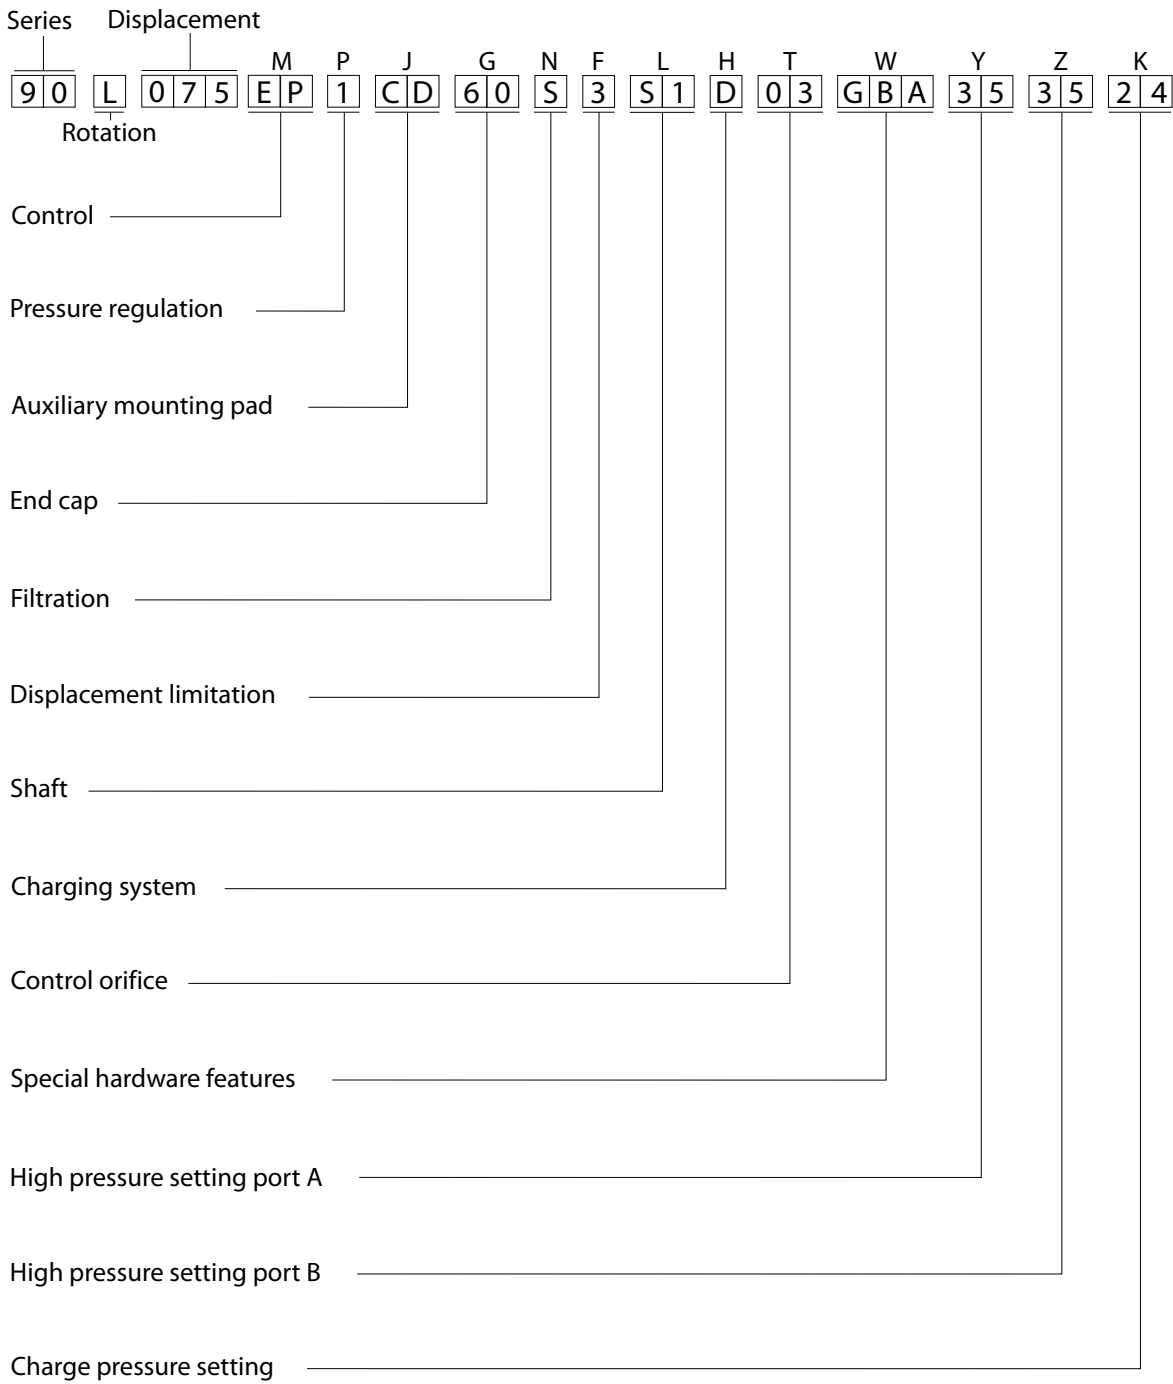 Series Displacement
M P J G N F L H T W Y Z K
9 0 L 0 7 5 E P 1 C D 6 0 S 3 S 1 D 0 3 G B A 3 5 3 5 2 4
Rotation
Control
Pressure regulation
Auxiliary mounting pad
End cap
Filtration
Displacement limitation
Shaft
Charging system
Control orifice
Special hardware features
High pressure setting port A
High pressure setting port B
Charge pressure setting